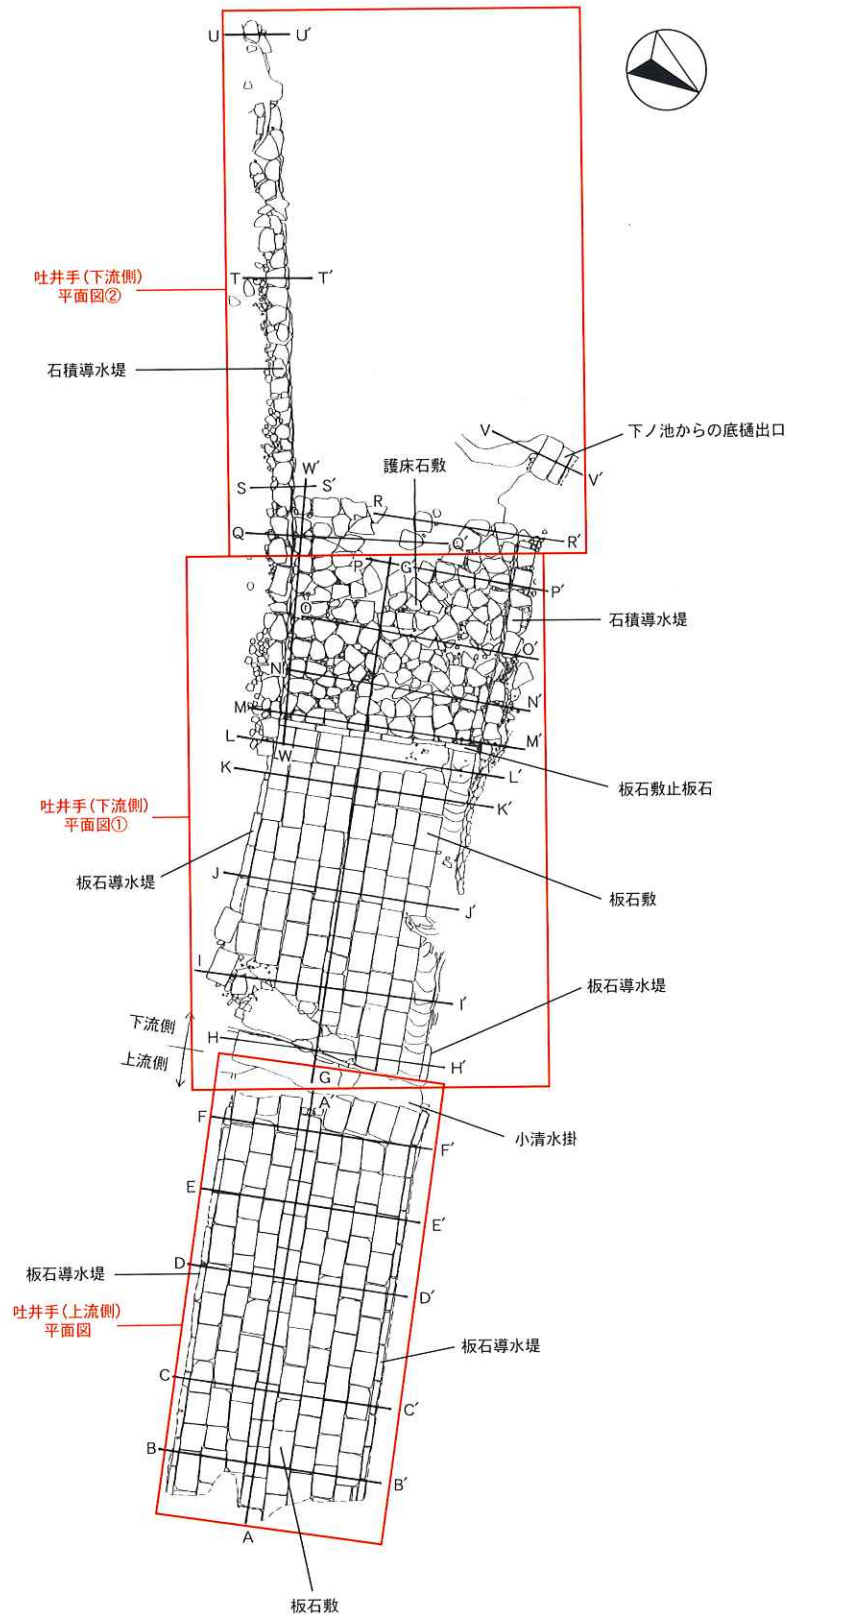 U
U′
吐井手(下流側)
平面図②
T
T′
石積導水堤
V
下ノ池からの底樋出口
V′
W′
護床石敷
S
S′
R
Q
Q′
R′
P
G′
P′
石積導水堤
O′
N
N′
M
M′
L
W
L′
板石敷止板石
K
K′
吐井手(下流側)
平面図①
板石導水堤
J
J′
板石敷
I
I′
板石導水堤
下流側
上流側
H
H′
G
A′
小清水掛
F
F′
E
E′
板石導水堤
D
D′
吐井手(上流側)
平面図
板石導水堤
C
C′
B
B′
A
板石敷